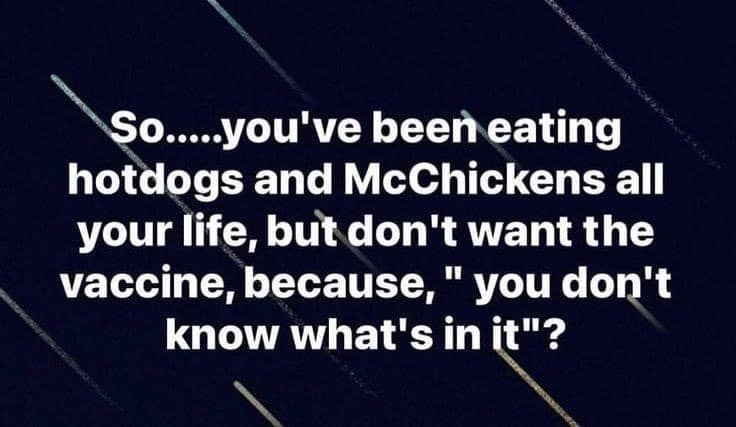 So.....you've been eating
hotdogs and McChickens all
your life, but don't want the
vaccine, because, " you don't
know what's in it"?